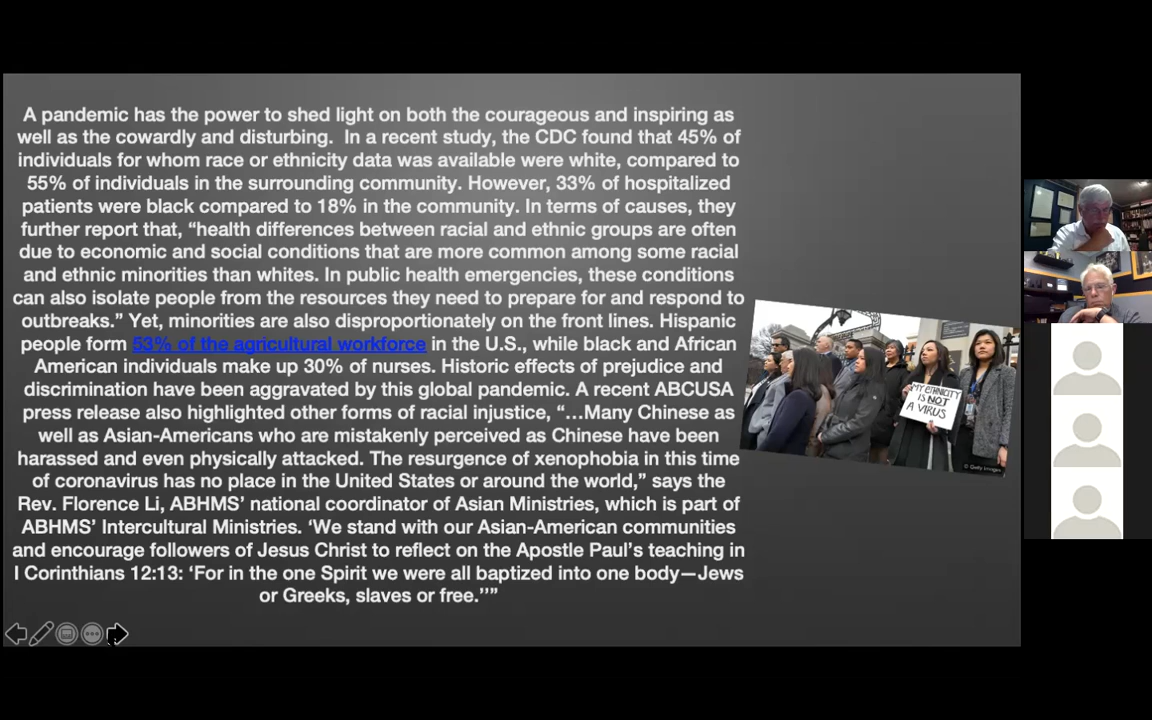 A pandemic has the power to shed light on both the courageous and inspiring as
well as the cowardly and disturbing.  In a recent study, the CDC found that 45% of
individuals for whom race or ethnicity data was available were white, compared to
55% of individuals in the surrounding community. However, 33% of hospitalized
patients were black compared to 18% in the community. In terms of causes, they
further report that, “health differences between racial and ethnic groups are often
due to economic and social conditions that are more common among some racial
and ethnic minorities than whites. In public health emergencies, these conditions
can also isolate people from the resources they need to prepare for and respond to
outbreaks.” Yet, minorities are also disproportionately on the front lines. Hispanic
people form 53% of the agricultural workforce in the U.S., while black and African
American individuals make up 30% of nurses. Historic effects of prejudice and
discrimination have been aggravated by this global pandemic. A recent ABCUSA
press release also highlighted other forms of racial injustice, “…Many Chinese as
well as Asian-Americans who are mistakenly perceived as Chinese have been
harassed and even physically attacked. The resurgence of xenophobia in this time
of coronavirus has no place in the United States or around the world,” says the
Rev. Florence Li, ABHMS’ national coordinator of Asian Ministries, which is part of
ABHMS’ Intercultural Ministries. ‘We stand with our Asian-American communities
and encourage followers of Jesus Christ to reflect on the Apostle Paul’s teaching in
I Corinthians 12:13: ‘For in the one Spirit we were all baptized into one body—Jews
or Greeks, slaves or free.’’”
MY ETHNICITY
IS NOT
A VIRUS
© Getty Images